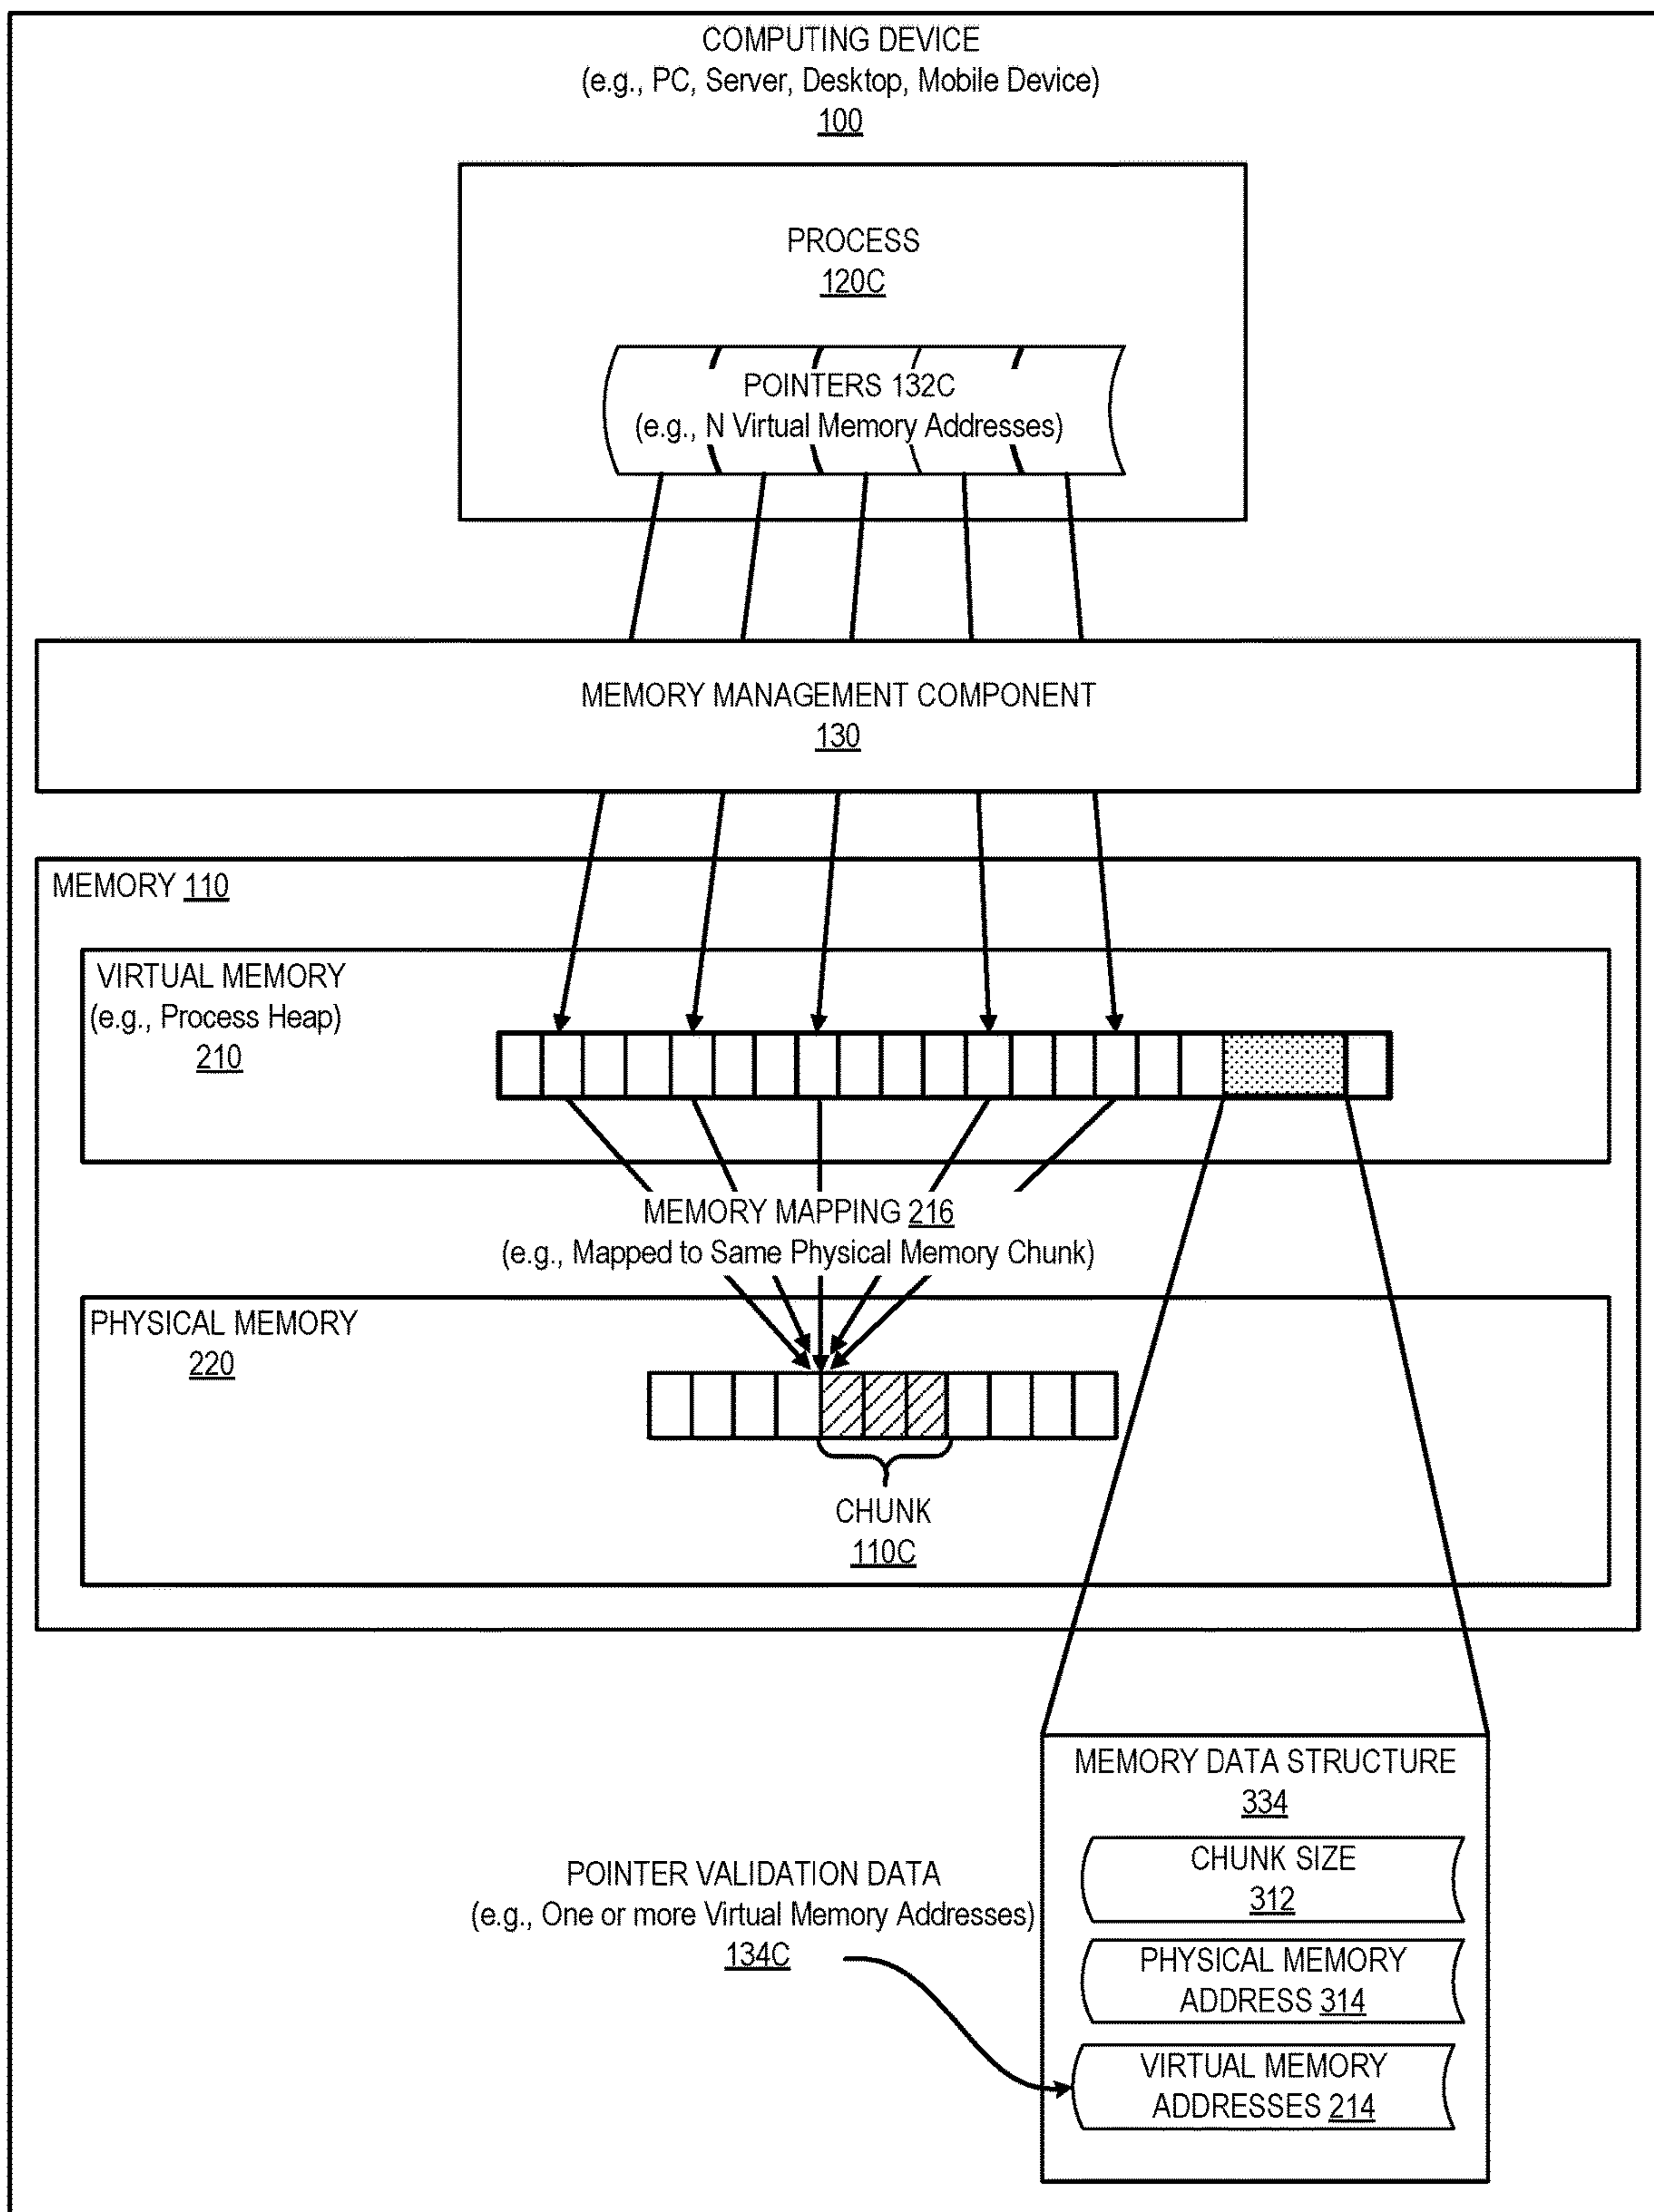 COMPUTING DEVICE
(e.g., PC, Server, Desktop, Mobile Device)
100
PROCESS
120C
POINTERS 132C
(e.g., N Virtual Memory Addresses)
MEMORY MANAGEMENT COMPONENT
130
MEMORY 110
VIRTUAL MEMORY
(e.g., Process Heap)
210
MEMORY MAPPING 216
(e.g., Mapped to Same Physical Memory Chunk)
PHYSICAL MEMORY
220
CHUNK
110C
MEMORY DATA STRUCTURE
334
CHUNK SIZE
312
PHYSICAL MEMORY
ADDRESS 314
VIRTUAL MEMORY
ADDRESSES 214
POINTER VALIDATION DATA
(e.g., One or more Virtual Memory Addresses)
134C